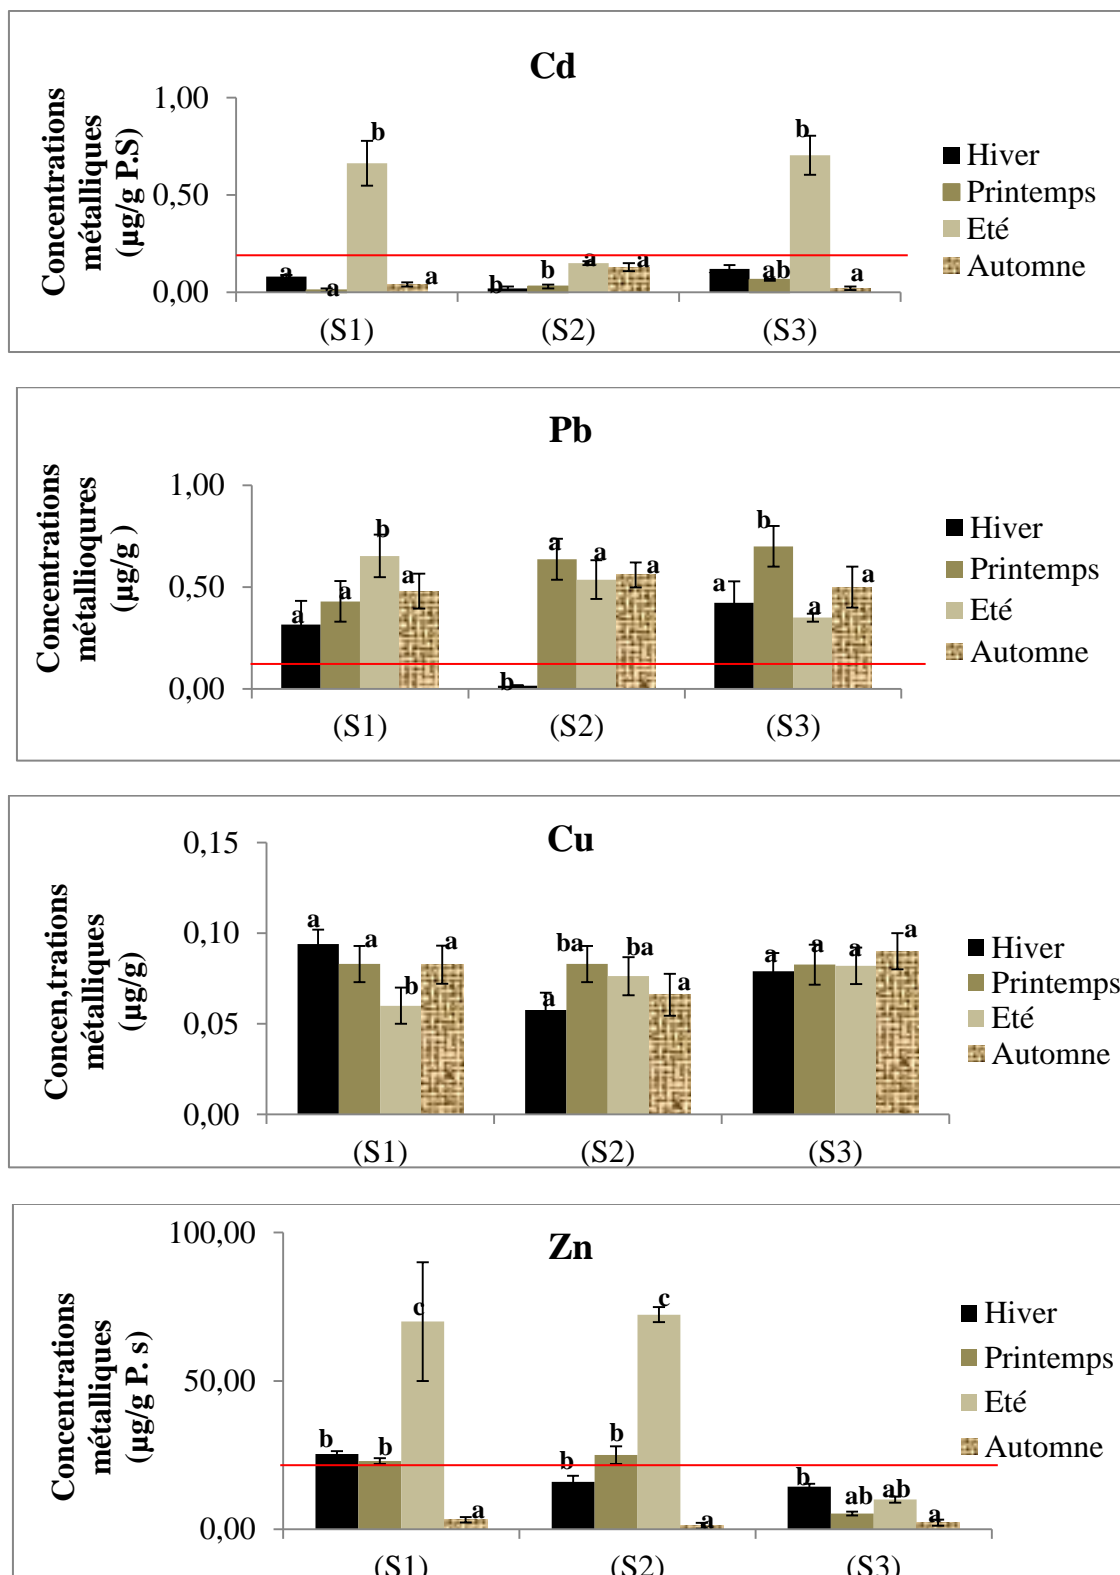 Cd
Concentrations
métalliques
(µg/g P.S)
1,00
0,50
0,00
a
a
b
a
b
b
a
a
ab
b
a
(S1)
(S2)
(S3)
Hiver
Printemps
Eté
Automne
Pb
Concentrations
métallioqures
(µg/g )
1,00
0,50
0,00
a
a
b
a
b
a
a
a
a
b
a
a
(S1)
(S2)
(S3)
Hiver
Printemps
Eté
Automne
Cu
Concen,trations
métalliques
(µg/g)
0,15
0,10
0,05
0,00
a
a
b
a
a
ba
ba
a
a
a
a
a
(S1)
(S2)
(S3)
Hiver
Printemps
Eté
Automne
Zn
Concentrations
métalliques
(µg/g P. s)
100,00
50,00
0,00
b
b
c
a
b
b
c
a
b
ab
ab
a
(S1)
(S2)
(S3)
Hiver
Printemps
Eté
Automne